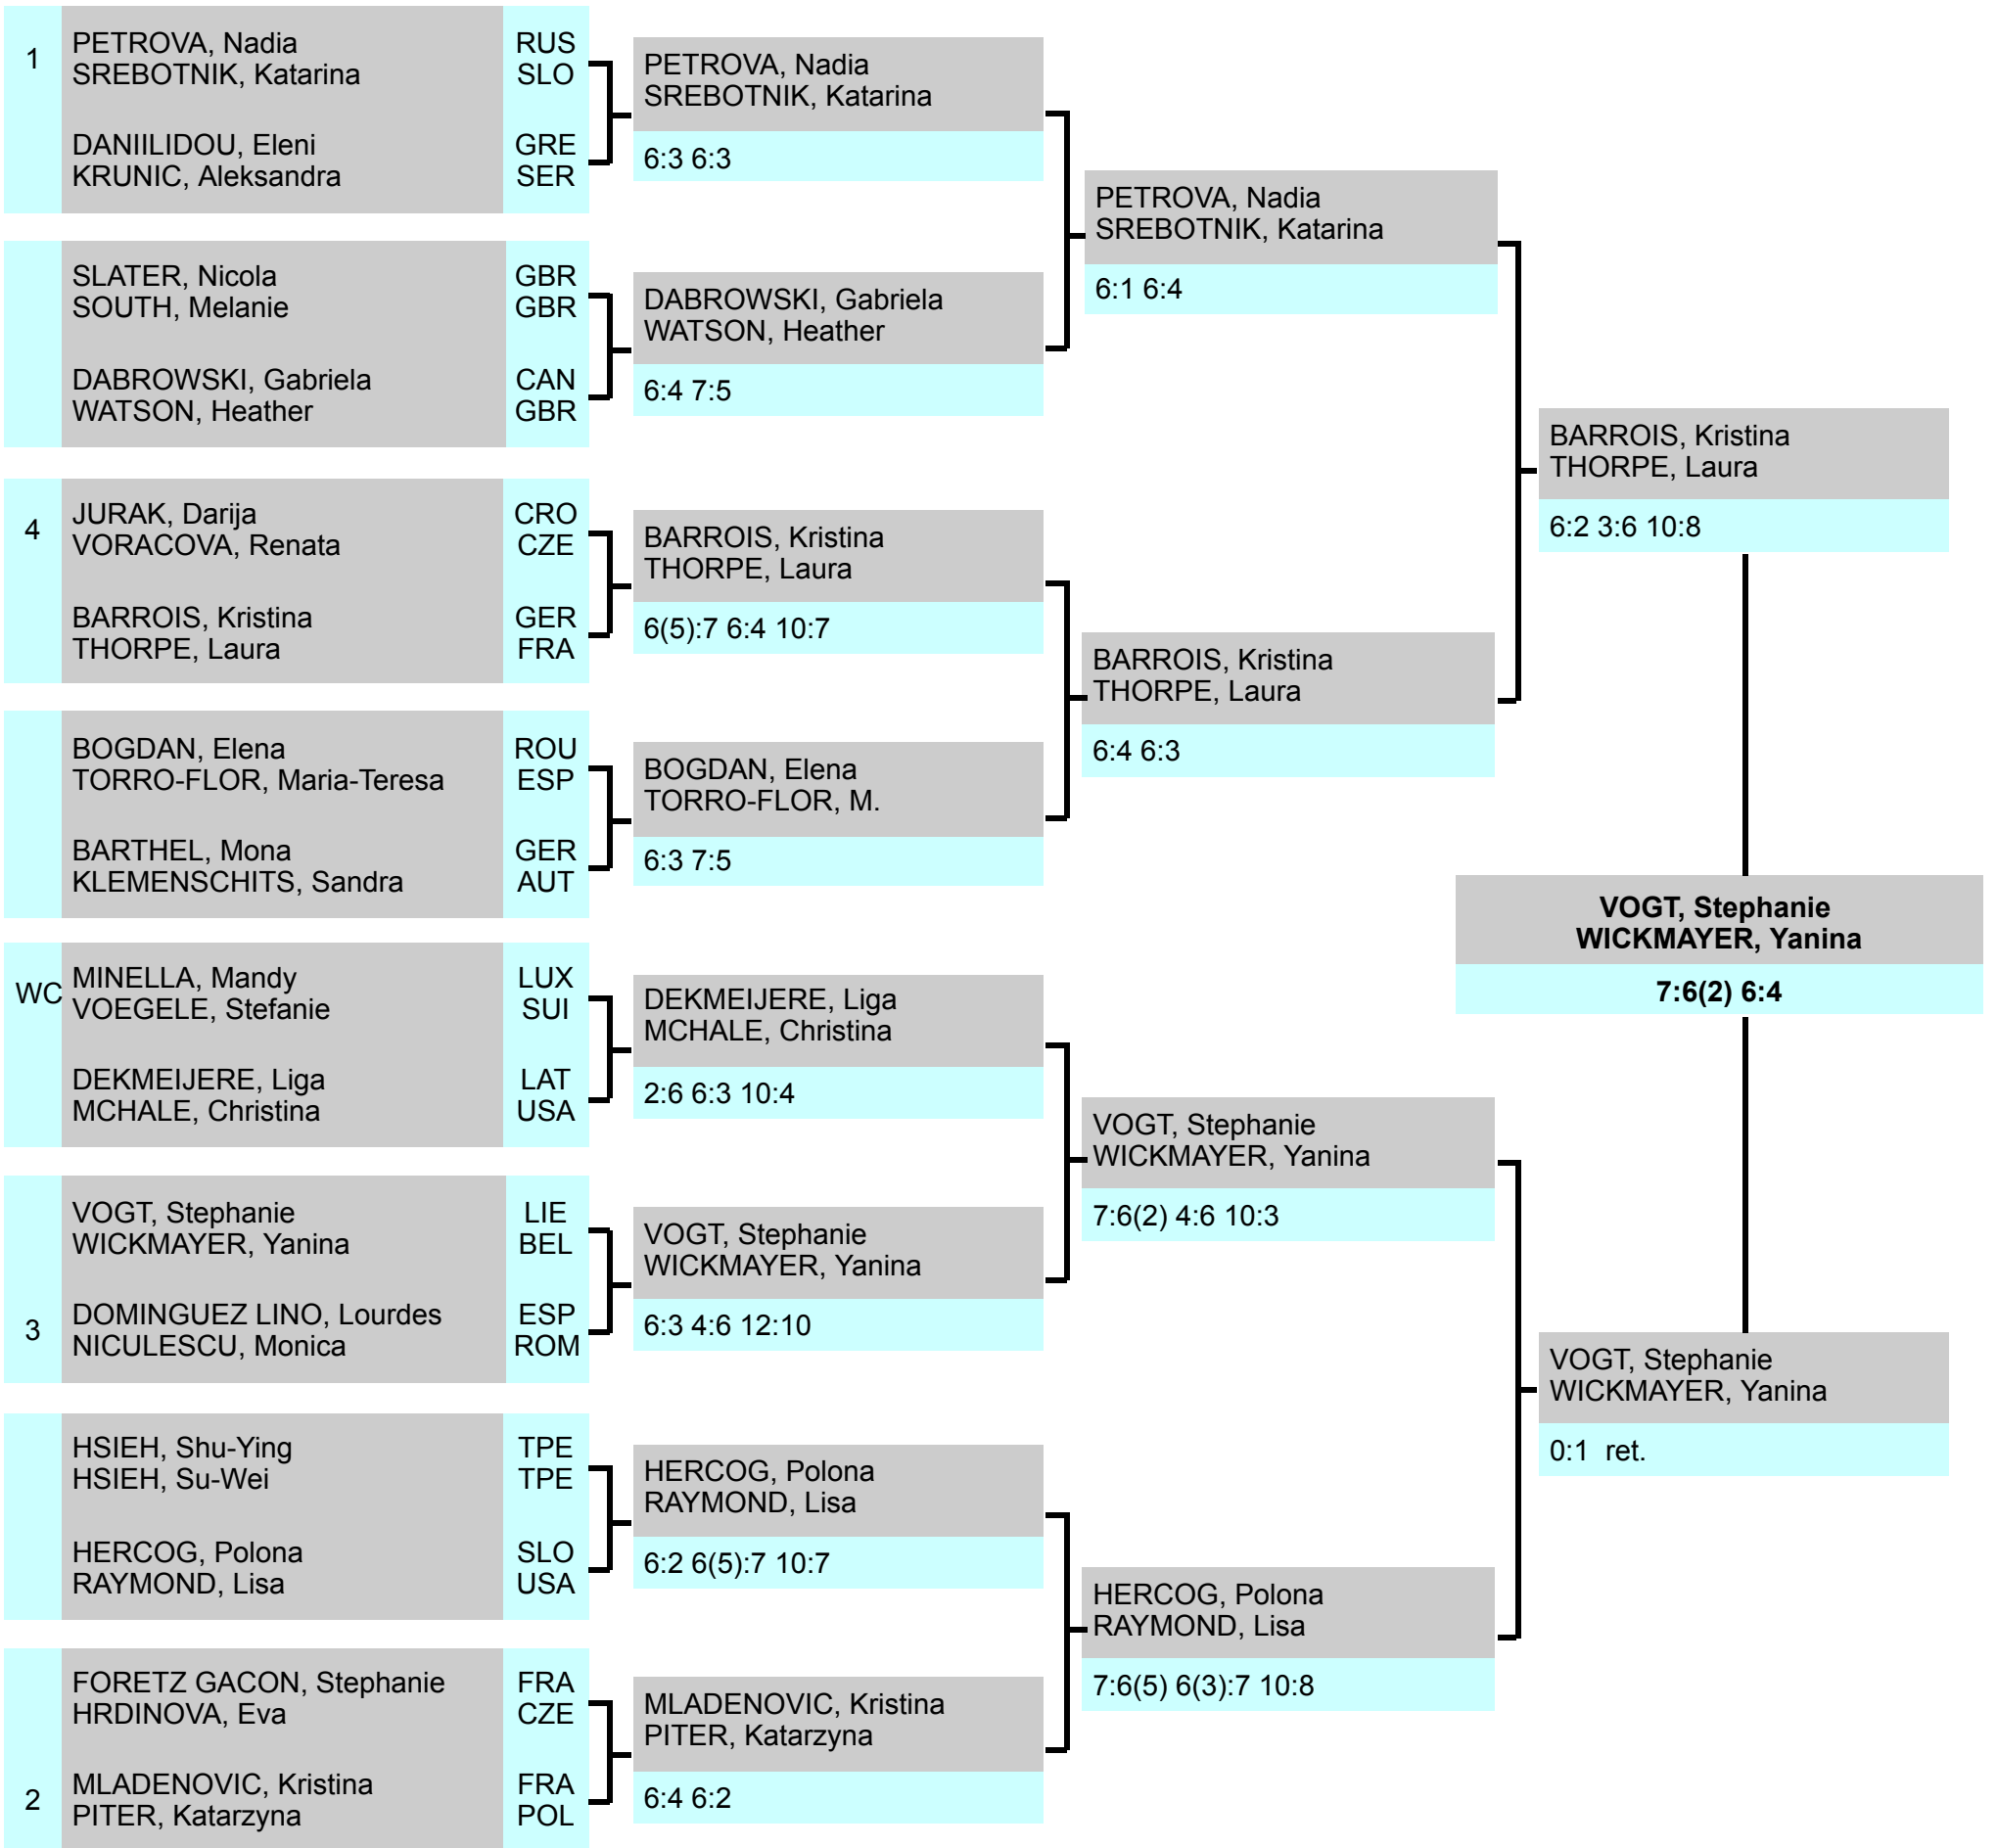 1
PETROVA, Nadia
SREBOTNIK, Katarina
RUS
SLO
DANIILIDOU, Eleni
KRUNIC, Aleksandra
GRE
SER
SLATER, Nicola
SOUTH, Melanie
GBR
GBR
DABROWSKI, Gabriela
WATSON, Heather
CAN
GBR
4
JURAK, Darija
VORACOVA, Renata
CRO
CZE
BARROIS, Kristina
THORPE, Laura
GER
FRA
BOGDAN, Elena
TORRO-FLOR, Maria-Teresa
ROU
ESP
BARTHEL, Mona
KLEMENSCHITS, Sandra
GER
AUT
WC
MINELLA, Mandy
VOEGELE, Stefanie
LUX
SUI
DEKMEIJERE, Liga
MCHALE, Christina
LAT
USA
VOGT, Stephanie
WICKMAYER, Yanina
LIE
BEL
3
DOMINGUEZ LINO, Lourdes
NICULESCU, Monica
ESP
ROM
HSIEH, Shu-Ying
HSIEH, Su-Wei
TPE
TPE
HERCOG, Polona
RAYMOND, Lisa
SLO
USA
FORETZ GACON, Stephanie
HRDINOVA, Eva
FRA
CZE
2
MLADENOVIC, Kristina
PITER, Katarzyna
FRA
POL
PETROVA, Nadia
SREBOTNIK, Katarina
6:3 6:3
DABROWSKI, Gabriela
WATSON, Heather
6:4 7:5
BARROIS, Kristina
THORPE, Laura
6(5):7 6:4 10:7
BOGDAN, Elena
TORRO-FLOR, M.
6:3 7:5
DEKMEIJERE, Liga
MCHALE, Christina
2:6 6:3 10:4
VOGT, Stephanie
WICKMAYER, Yanina
6:3 4:6 12:10
HERCOG, Polona
RAYMOND, Lisa
6:2 6(5):7 10:7
MLADENOVIC, Kristina
PITER, Katarzyna
6:4 6:2
PETROVA, Nadia
SREBOTNIK, Katarina
6:1 6:4
BARROIS, Kristina
THORPE, Laura
6:4 6:3
VOGT, Stephanie
WICKMAYER, Yanina
7:6(2) 4:6 10:3
HERCOG, Polona
RAYMOND, Lisa
7:6(5) 6(3):7 10:8
BARROIS, Kristina
THORPE, Laura
6:2 3:6 10:8
VOGT, Stephanie
WICKMAYER, Yanina
7:6(2) 6:4
VOGT, Stephanie
WICKMAYER, Yanina
0:1 ret.